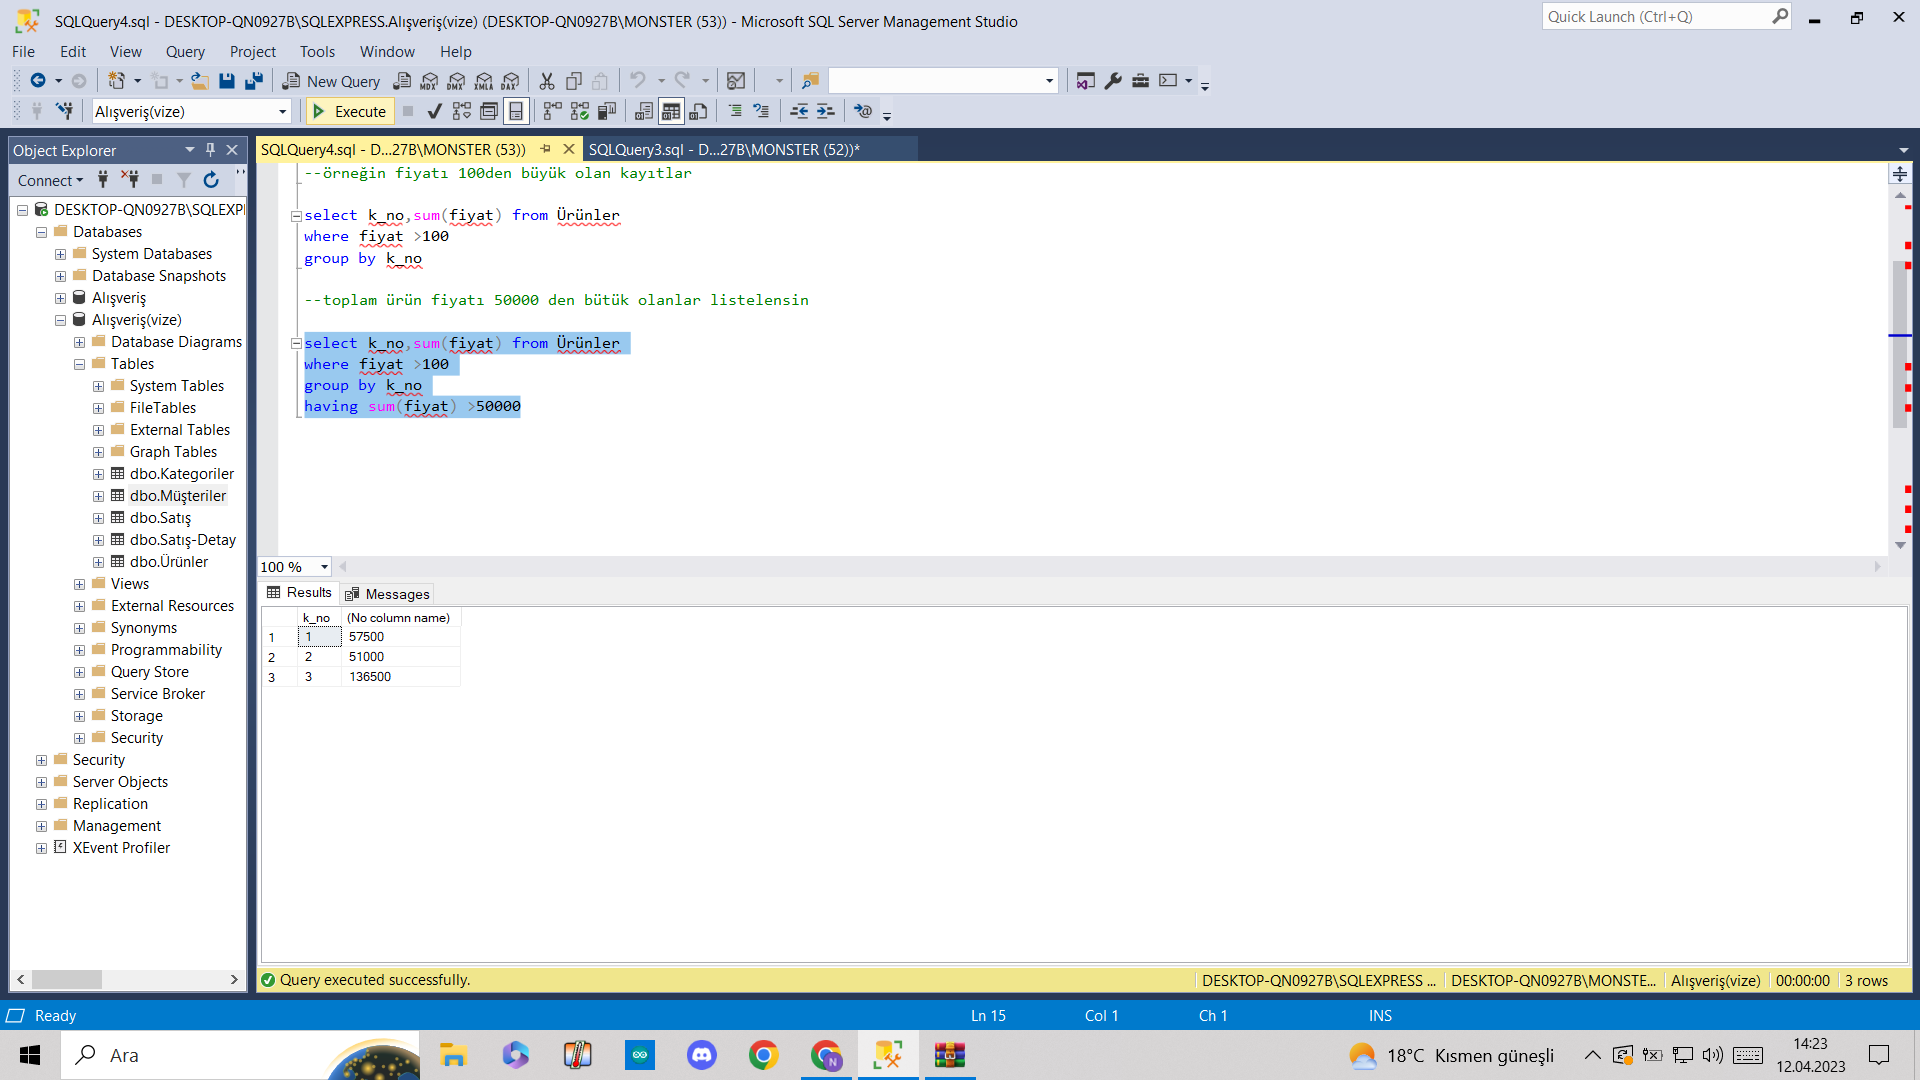 SQLQuery4.sql - DESKTOP-QN0927B\SQLEXPRESS.Alışveriş(vize) (DESKTOP-QN0927B\MONSTER (53)) - Microsoft SQL Server Management Studio
Quick Launch (Ctrl+Q)
File Edit View Query Project Tools Window Help
New Query MDX DMX XMLA DAX
Alışveriş(vize) Execute
Object Explorer
Connect
DESKTOP-QN0927B\SQLEXPI
Databases
System Databases
Database Snapshots
Alışveriş
Alışveriş(vize)
Database Diagrams
Tables
System Tables
FileTables
External Tables
Graph Tables
dbo.Kategoriler
dbo.Müşteriler
dbo.Satış
dbo.Satış-Detay
dbo.Ürünler
Views
External Resources
Synonyms
Programmability
Query Store
Service Broker
Storage
Security
Security
Server Objects
Replication
Management
XEvent Profiler
SQLQuery4.sql - D...27B\MONSTER (53)) SQLQuery3.sql - D...27B\MONSTER (52))*
--örneğin fiyatı 100den büyük olan kayıtlar
select k_no,sum(fiyat) from Ürünler
where fiyat >100
group by k_no
--toplam ürün fiyatı 50000 den bütük olanlar listelensin
select k_no,sum(fiyat) from Ürünler
where fiyat >100
group by k_no
having sum(fiyat) >50000
100 %
Results Messages
k_no (No column name)
1 1 57500
2 2 51000
3 3 136500
Query executed successfully. DESKTOP-QN0927B\SQLEXPRESS ... DESKTOP-QN0927B\MONSTE... Alışveriş(vize) 00:00:00 3 rows
Ready Ln 15 Col 1 Ch 1 INS
Ara
N
18°C Kısmen güneşli
14:23
12.04.2023